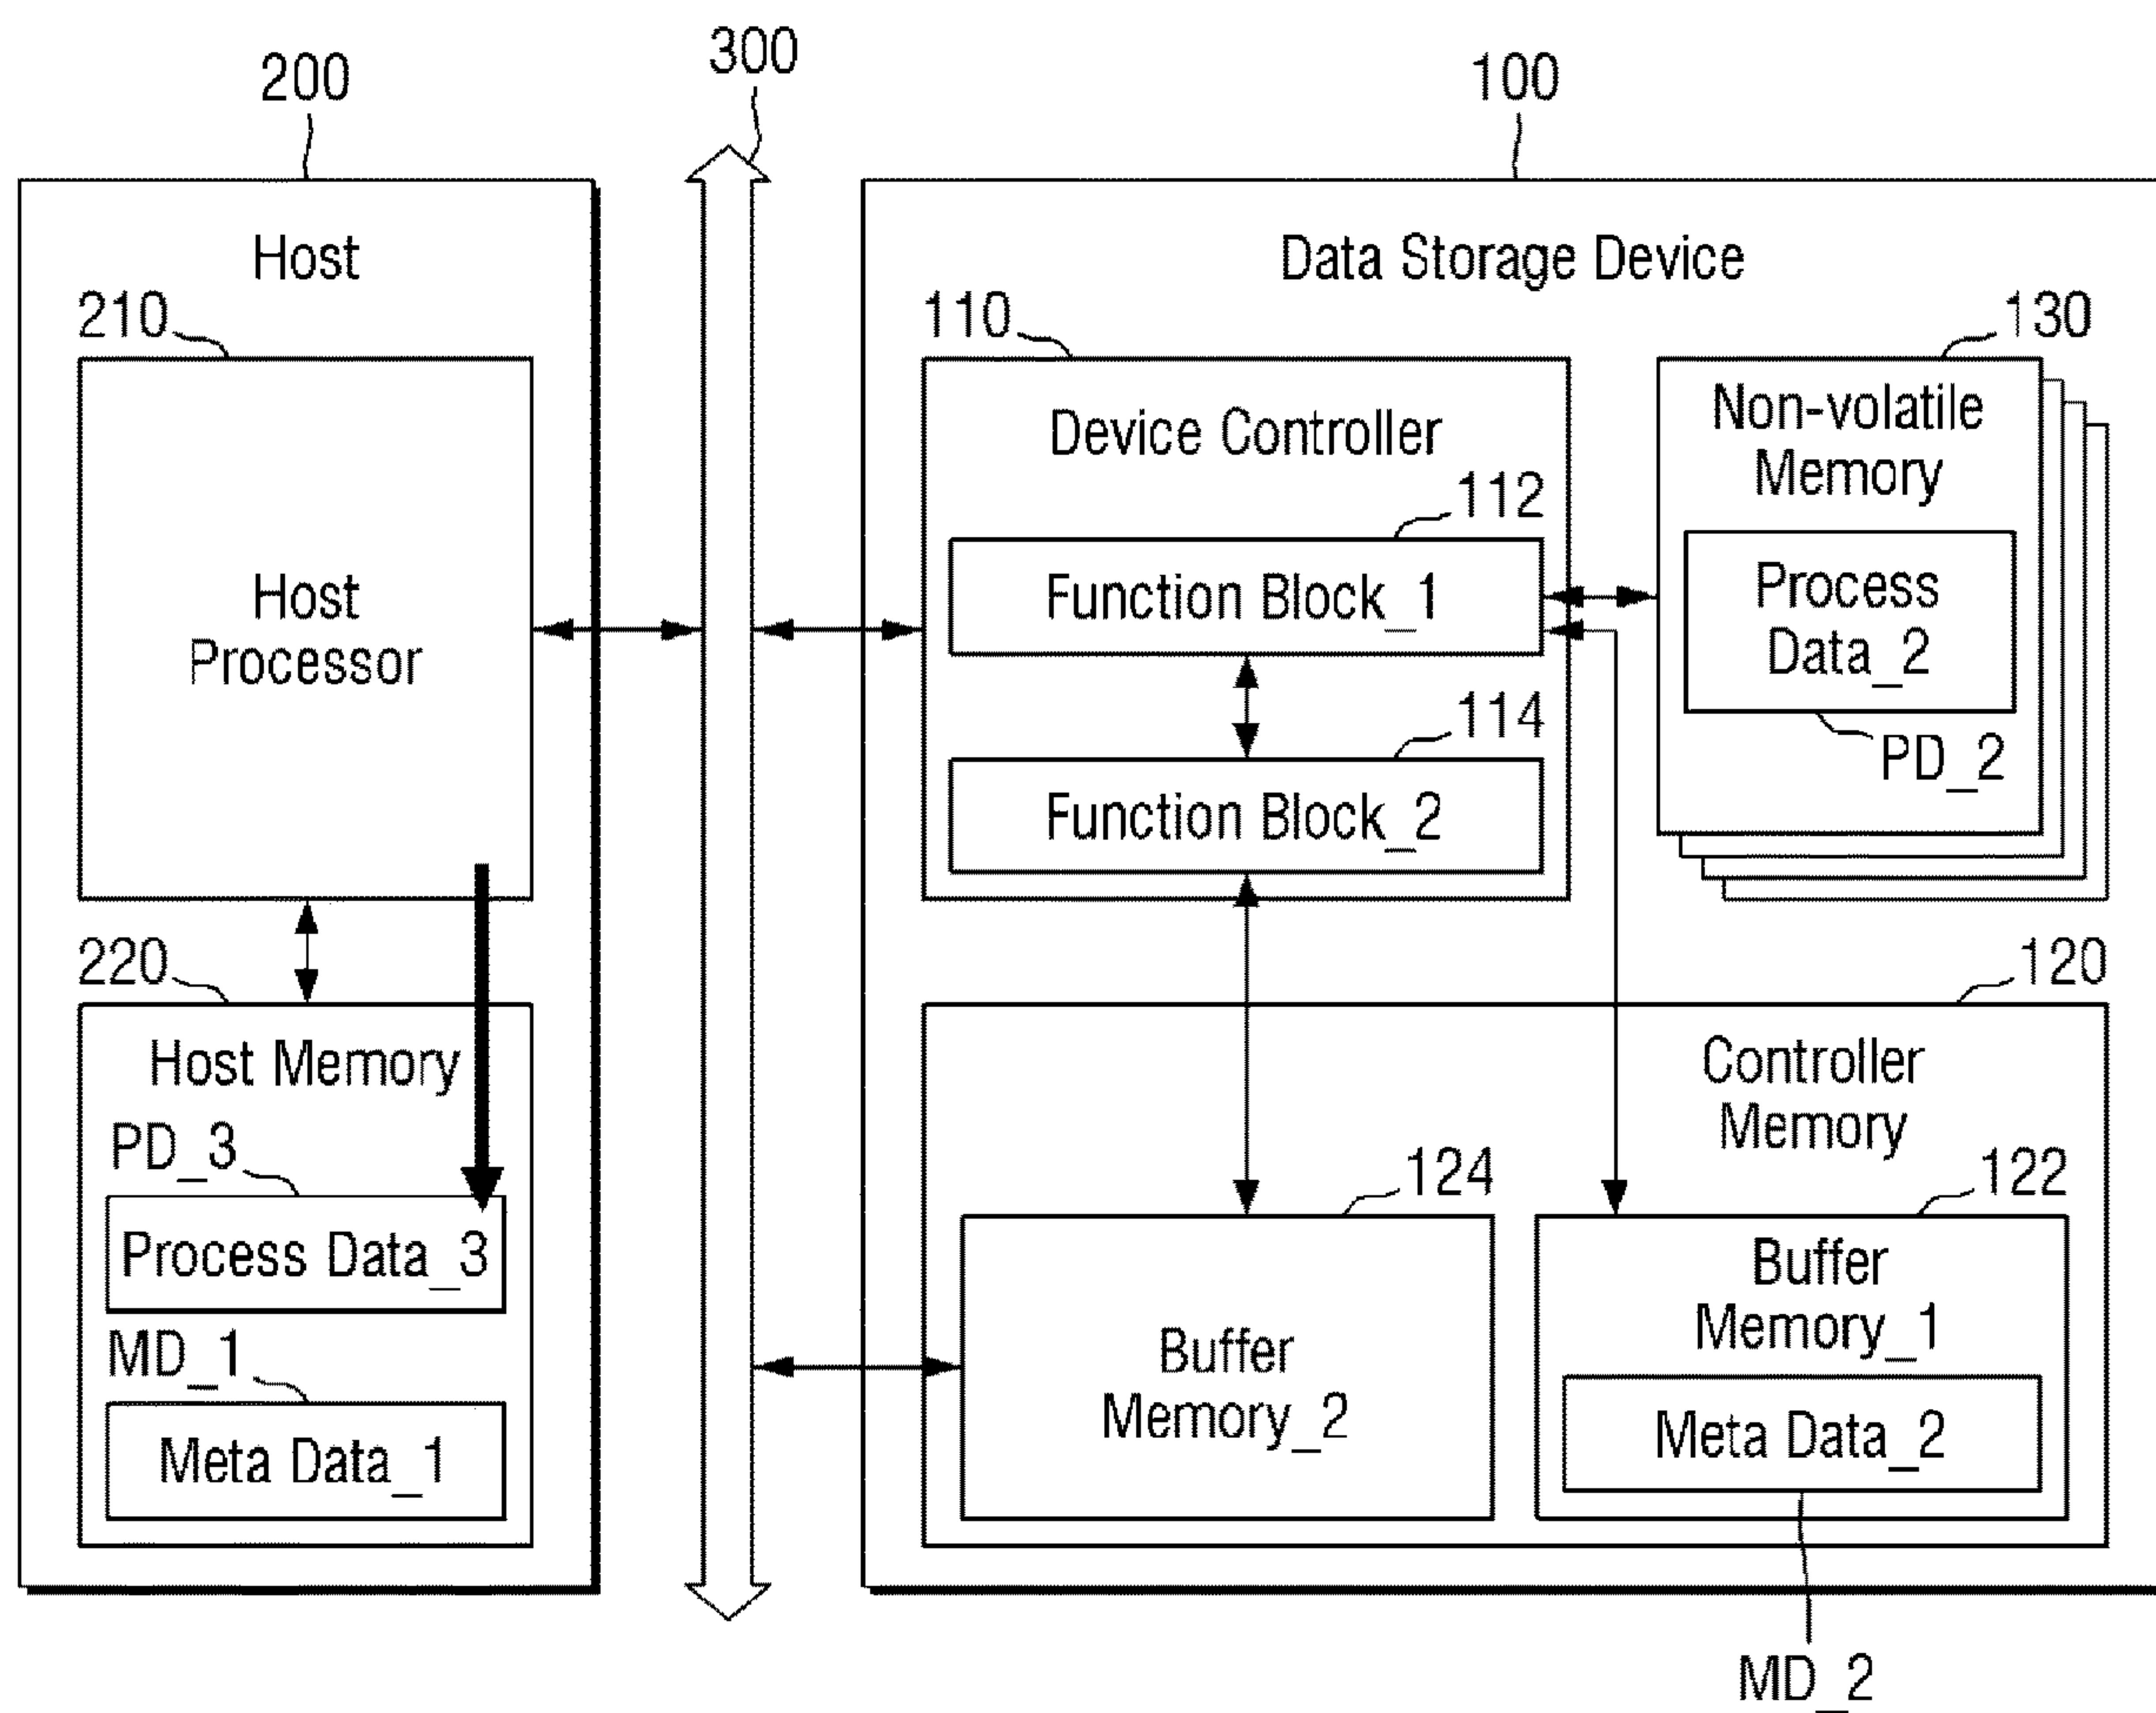 200
300
100
Host
Data Storage Device
210
110
130
Host
Processor
Device Controller
112
Function Block_1
114
Function Block_2
Non-volatile
Memory
Process
Data_2
PD_2
220
120
Host Memory
PD_3
Process Data_3
MD_1
Meta Data_1
Controller
Memory
124
122
Buffer
Memory_2
Buffer
Memory_1
Meta Data_2
MD_2